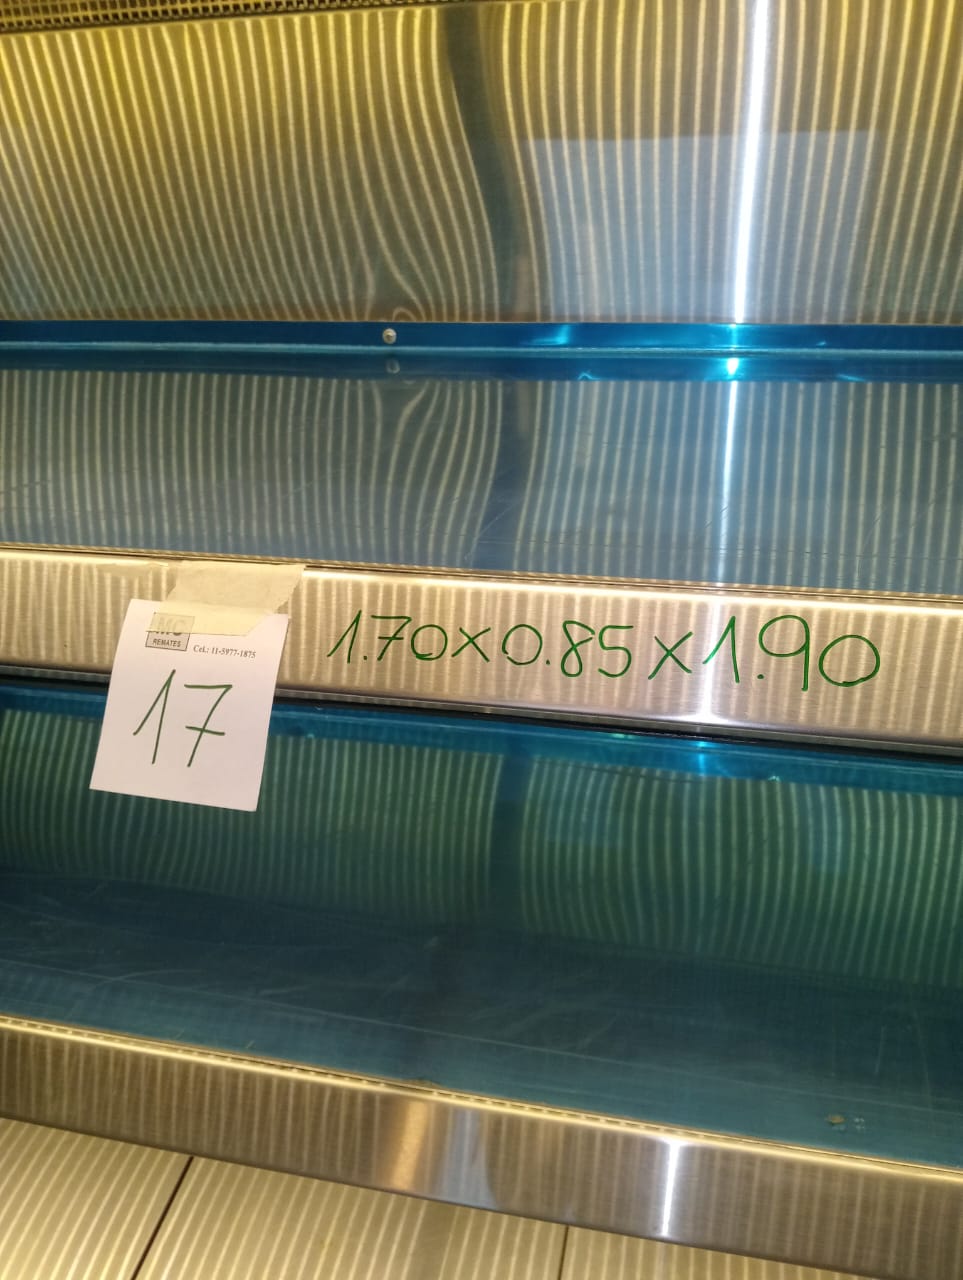 MC
REMATES
Cel.: 11-5977-1875
17
1.70x0.85x1.90